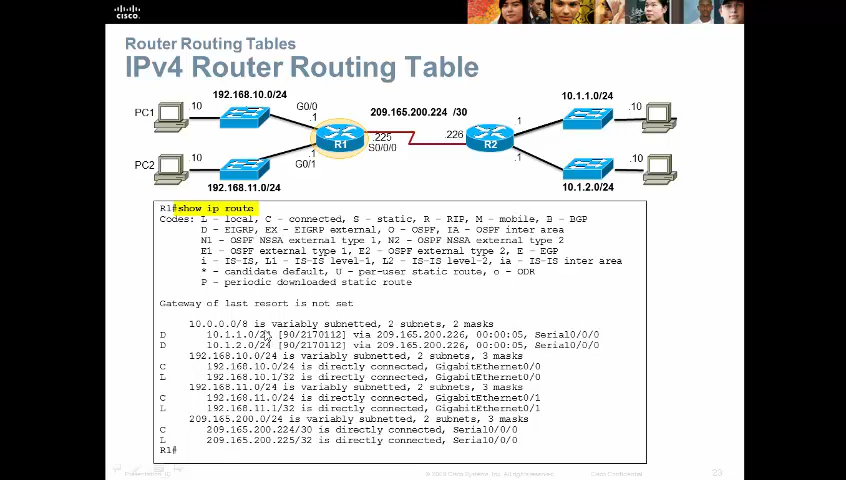 CISCO
Router Routing Tables
IPv4 Router Routing Table
192.168.10.0/24
10.1.1.0/24
PC1
.10
G0/0
.1
209.165.200.224 /30
.10
.225
S0/0/0
.226
R1
R2
.1
.1
PC2
.10
.1
G0/1
.10
192.168.11.0/24
10.1.2.0/24
R1#show ip route
Codes: L - local, C - connected, S - static, R - RIP, M - mobile, B - BGP
D - EIGRP, EX - EIGRP external, O - OSPF, IA - OSPF inter area
N1 - OSPF NSSA external type 1, N2 - OSPF NSSA external type 2
E1 - OSPF external type 1, E2 - OSPF external type 2, E - EGP
i - IS-IS, L1 - IS-IS level-1, L2 - IS-IS level-2, ia - IS-IS inter area
* - candidate default, U - per-user static route, o - ODR
P - periodic downloaded static route
Gateway of last resort is not set
10.0.0.0/8 is variably subnetted, 2 subnets, 2 masks
D 10.1.1.0/24 [90/2170112] via 209.165.200.226, 00:00:05, Serial0/0/0
D 10.1.2.0/24 [90/2170112] via 209.165.200.226, 00:00:05, Serial0/0/0
192.168.10.0/24 is variably subnetted, 2 subnets, 3 masks
C 192.168.10.0/24 is directly connected, GigabitEthernet0/0
L 192.168.10.1/32 is directly connected, GigabitEthernet0/0
192.168.11.0/24 is variably subnetted, 2 subnets, 3 masks
C 192.168.11.0/24 is directly connected, GigabitEthernet0/1
L 192.168.11.1/32 is directly connected, GigabitEthernet0/1
209.165.200.0/24 is variably subnetted, 2 subnets, 3 masks
C 209.165.200.224/30 is directly connected, Serial0/0/0
L 209.165.200.225/32 is directly connected, Serial0/0/0
R1#
Presentation_ID
Cisco Systems, Inc. All rights reserved.
Cisco Confidential
23